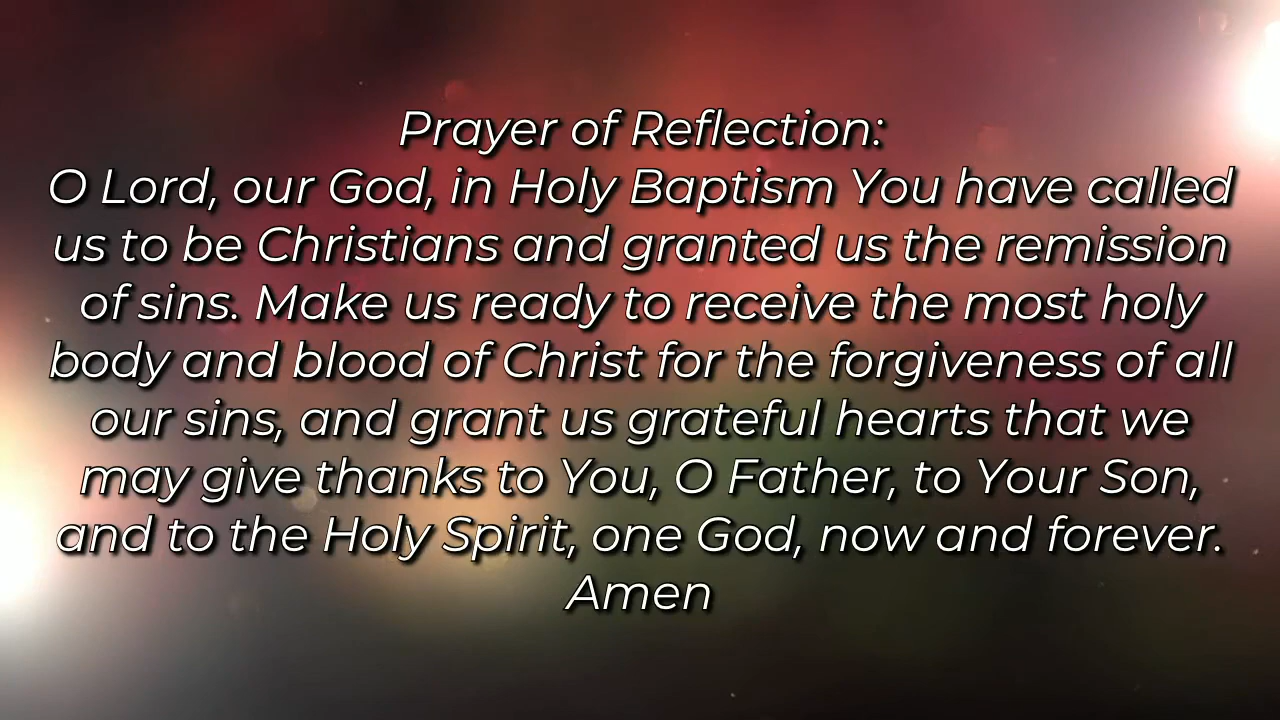 Prayer of Reflection:
O Lord, our God, in Holy Baptism You have called
us to be Christians and granted us the remission
of sins. Make us ready to receive the most holy
body and blood of Christ for the forgiveness of all
our sins, and grant us grateful hearts that we
may give thanks to You, O Father, to Your Son,
and to the Holy Spirit, one God, now and forever.
Amen